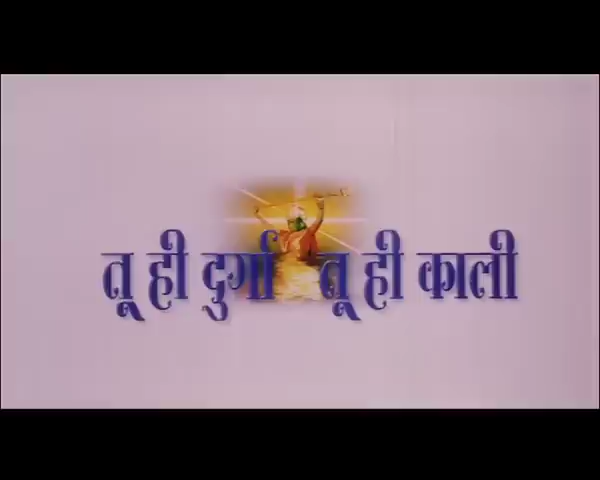 तू ही दुर्गा तू ही काली